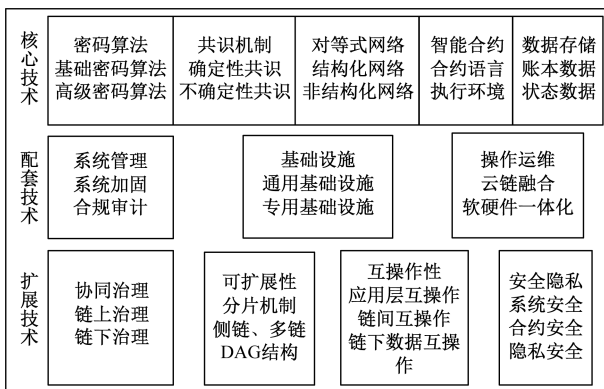 核心技术
密码算法
基础密码算法
高级密码算法
共识机制
确定性共识
不确定性共识
对等式网络
结构化网络
非结构化网络
智能合约
合约语言
执行环境
数据存储
账本数据
状态数据
配套技术
系统管理
系统加固
合规审计
基础设施
通用基础设施
专用基础设施
操作运维
云链融合
软硬件一体化
扩展技术
协同治理
链上治理
链下治理
可扩展性
分片机制
侧链、多链
DAG结构
互操作性
应用层互操作
链间互操作
链下数据互操
作
安全隐私
系统安全
合约安全
隐私安全